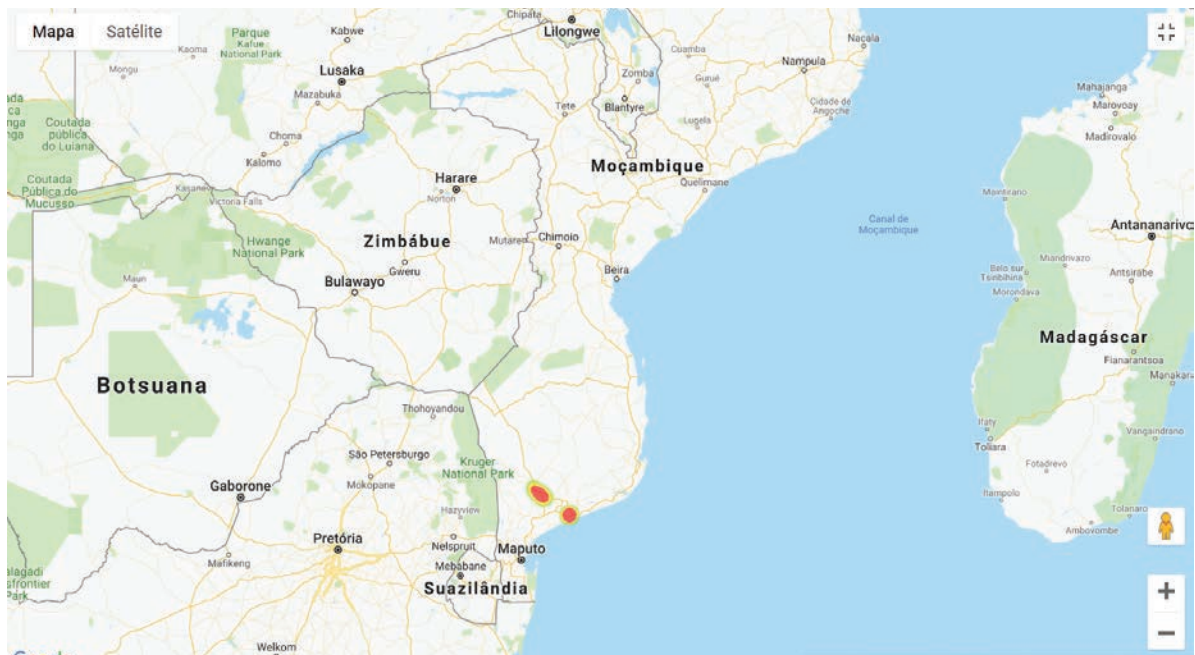 Mapa
Satélite
Parque
Kafue
National Park
Kaoma
Mongu
Kabwe
Chipata
Lilongwe
Cuamba
Nacala
Nampula
Lusaka
Mazabuka
Zomba
Gurué
Mahajanga
Marovoay
Tete
Blantyre
Lugela
Cidade de
Angoche
Madirovalo
Coutada
pública
do Luiana
Choma
Kalomo
Moçambique
Coutada
Pública do
Mucusso
Kasane
Victoria Falls
Harare
Norton
Quelimane
Maintirano
Canal de
Moçambique
Antananarivo
Hwange
National Park
Zimbábue
Mutare
Chimoio
Miandrivazo
Gweru
Beira
Belo sur
Tsiribihina
Antsirabe
Maun
Bulawayo
Morondava
Madagáscar
Fianarantsoa
Botsuana
Thohoyandou
Ifaty
Toliara
Vangaindrano
São Petersburgo
Mokopane
Kruger
National Park
Fotadrevo
Gaborone
Itampolo
Hazyview
Tolanaro
Ambovombe
Pretória
Nelspruit
Maputo
Mafikeng
Mebabane
Suazilândia
Park
Welkom